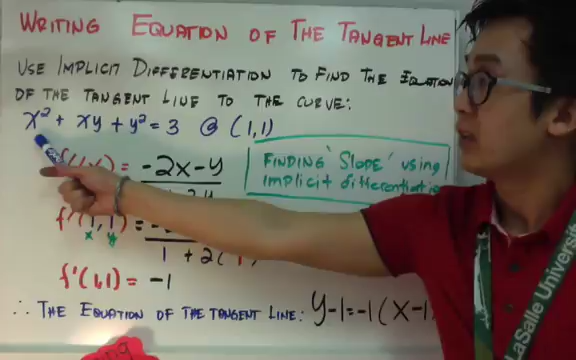 WRITING EQUATION OF THE TANGENT LINE
USE IMPLICIT DIFFERENTIATION TO FIND THE EQUATION
OF THE TANGENT LINE TO THE CURVE:
x² + xy + y² = 3 @ (1,1)
= -2x-y
FINDING 'SLOPE' using
implicit differentiation
f'(1,1) =
x y
1 + 2(1)
f'(1,1) = -1
∴ THE EQUATION OF THE TANGENT LINE: y-1=-1(x-1
LaSalle University